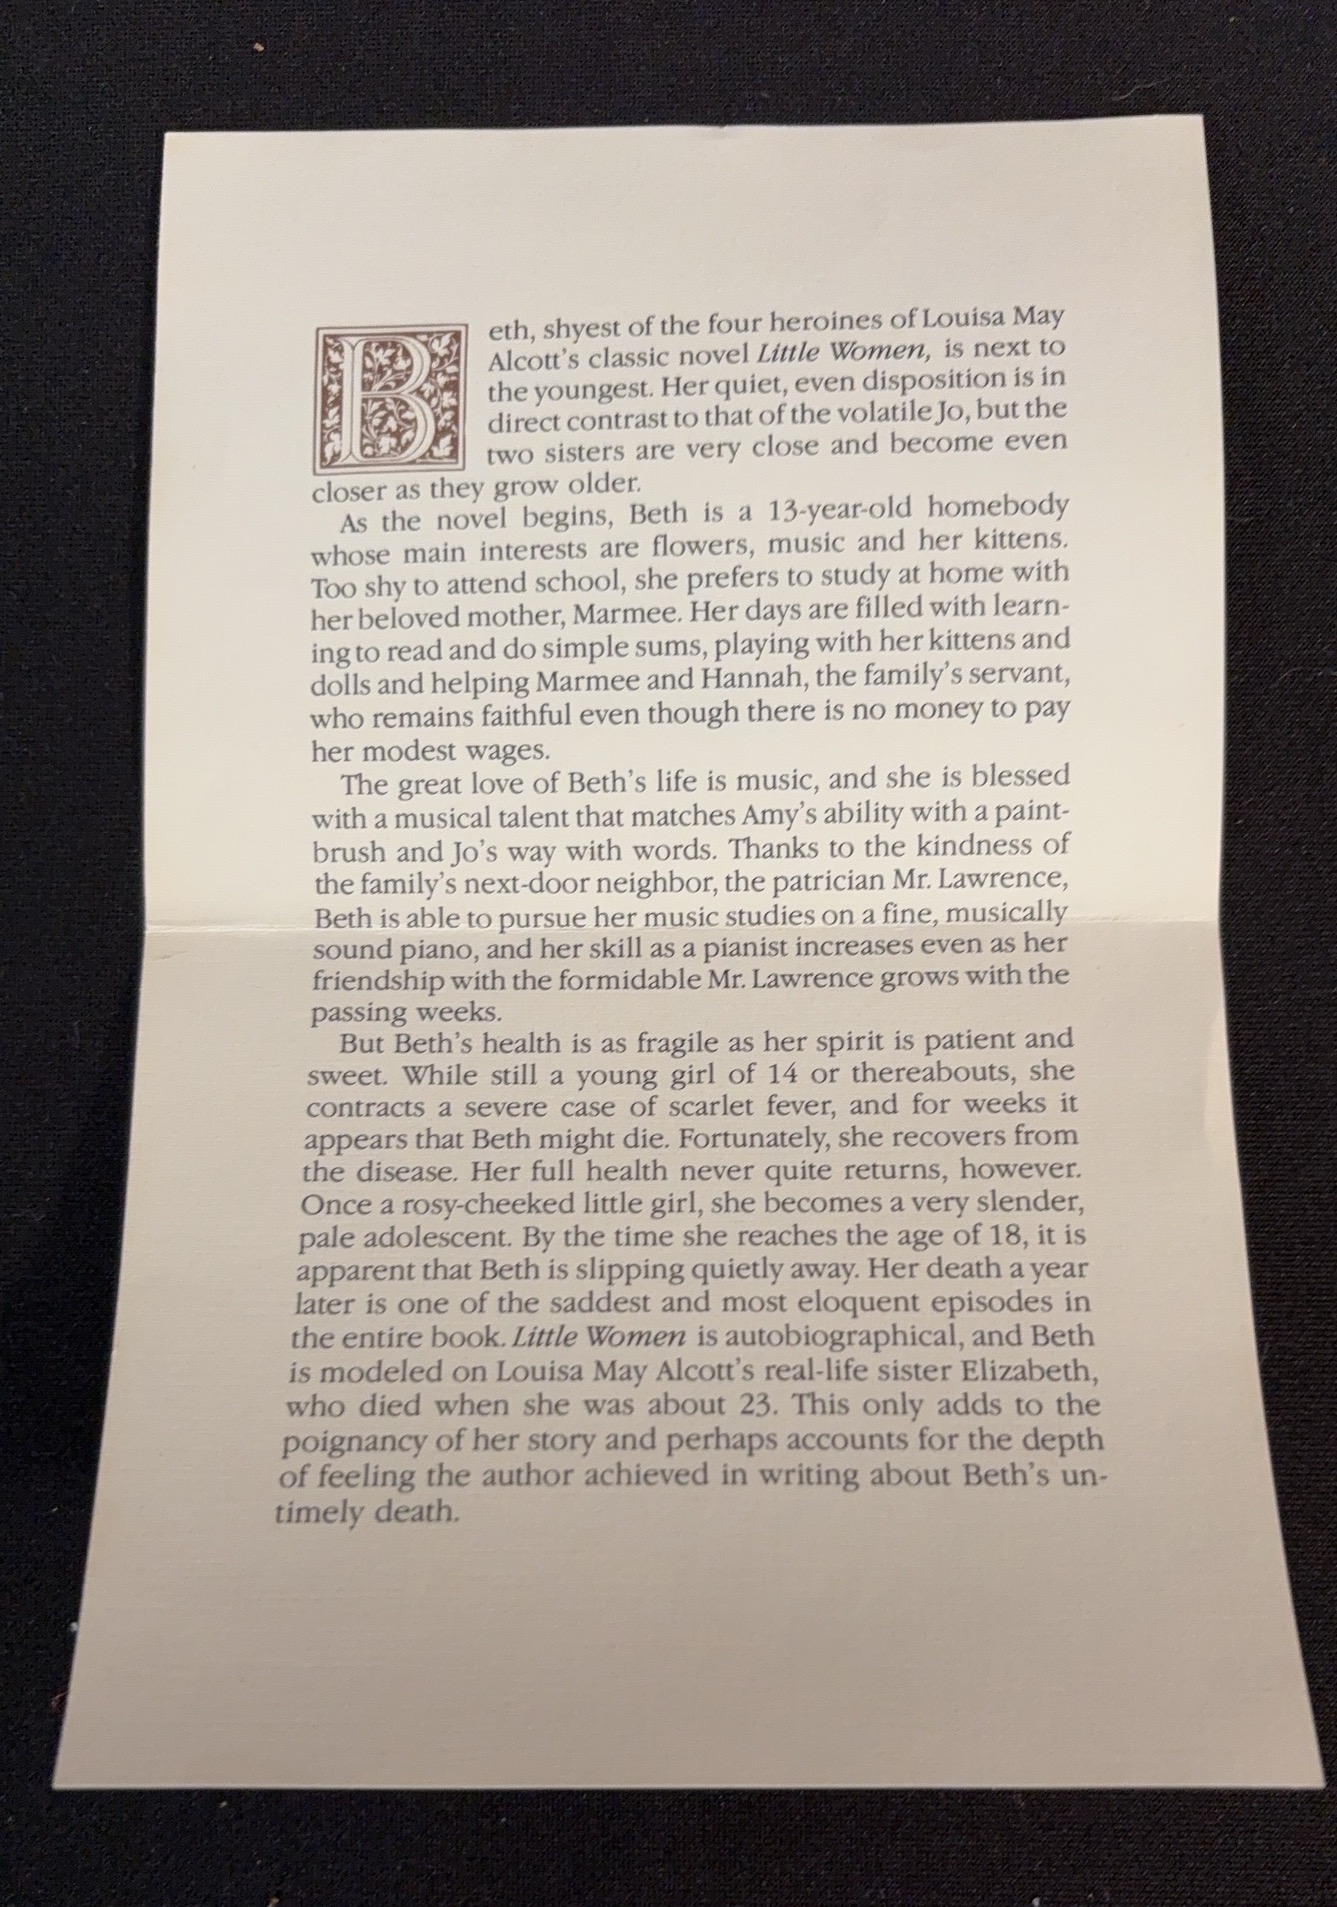 Beth, shyest of the four heroines of Louisa May
Alcott's classic novel Little Women, is next to
the youngest. Her quiet, even disposition is in
direct contrast to that of the volatile Jo, but the
two sisters are very close and become even
closer as they grow older.
As the novel begins, Beth is a 13-year-old homebody
whose main interests are flowers, music and her kittens.
Too shy to attend school, she prefers to study at home with
her beloved mother, Marmee. Her days are filled with learn-
ing to read and do simple sums, playing with her kittens and
dolls and helping Marmee and Hannah, the family's servant,
who remains faithful even though there is no money to pay
her modest wages.
The great love of Beth's life is music, and she is blessed
with a musical talent that matches Amy's ability with a paint-
brush and Jo's way with words. Thanks to the kindness of
the family's next-door neighbor, the patrician Mr. Lawrence,
Beth is able to pursue her music studies on a fine, musically
sound piano, and her skill as a pianist increases even as her
friendship with the formidable Mr. Lawrence grows with the
passing weeks.
But Beth's health is as fragile as her spirit is patient and
sweet. While still a young girl of 14 or thereabouts, she
contracts a severe case of scarlet fever, and for weeks it
appears that Beth might die. Fortunately, she recovers from
the disease. Her full health never quite returns, however.
Once a rosy-cheeked little girl, she becomes a very slender,
pale adolescent. By the time she reaches the age of 18, it is
apparent that Beth is slipping quietly away. Her death a year
later is one of the saddest and most eloquent episodes in
the entire book. Little Women is autobiographical, and Beth
is modeled on Louisa May Alcott's real-life sister Elizabeth,
who died when she was about 23. This only adds to the
poignancy of her story and perhaps accounts for the depth
of feeling the author achieved in writing about Beth's un-
timely death.